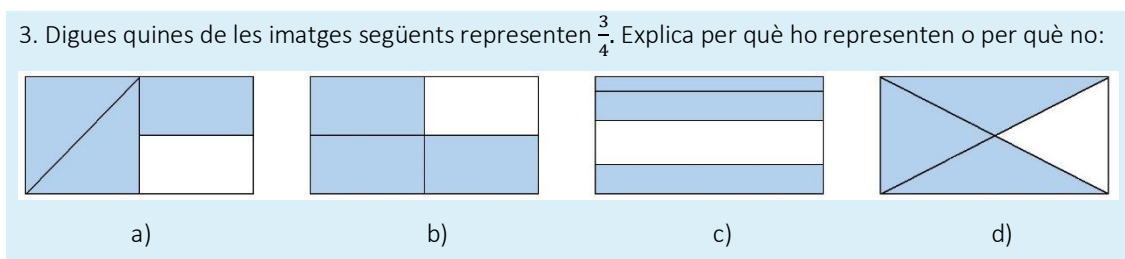 3. Digues quines de les imatges següents representen 3/4. Explica per què ho representen o per què no:
a) b) c) d)